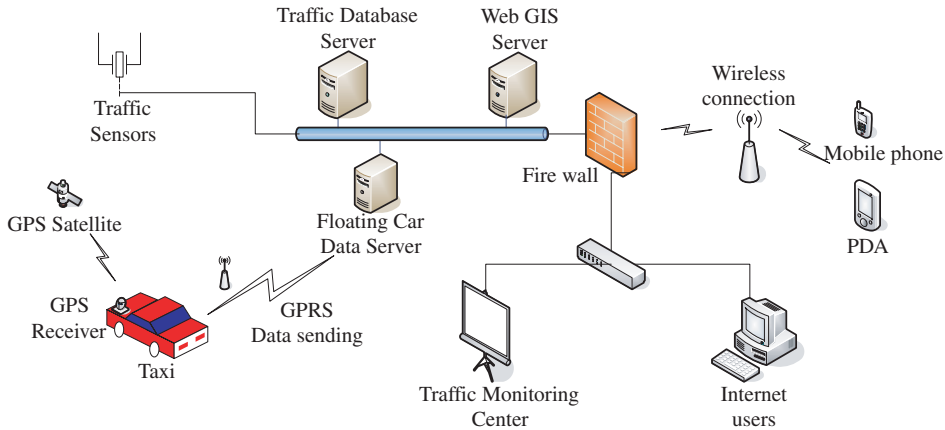 Traffic Database
Server
Web GIS
Server
Wireless
connection
Traffic
Sensors
Mobile phone
Fire wall
GPS Satellite
Floating Car
Data Server
PDA
GPS
Receiver
GPRS
Data sending
Taxi
Traffic Monitoring
Center
Internet
users